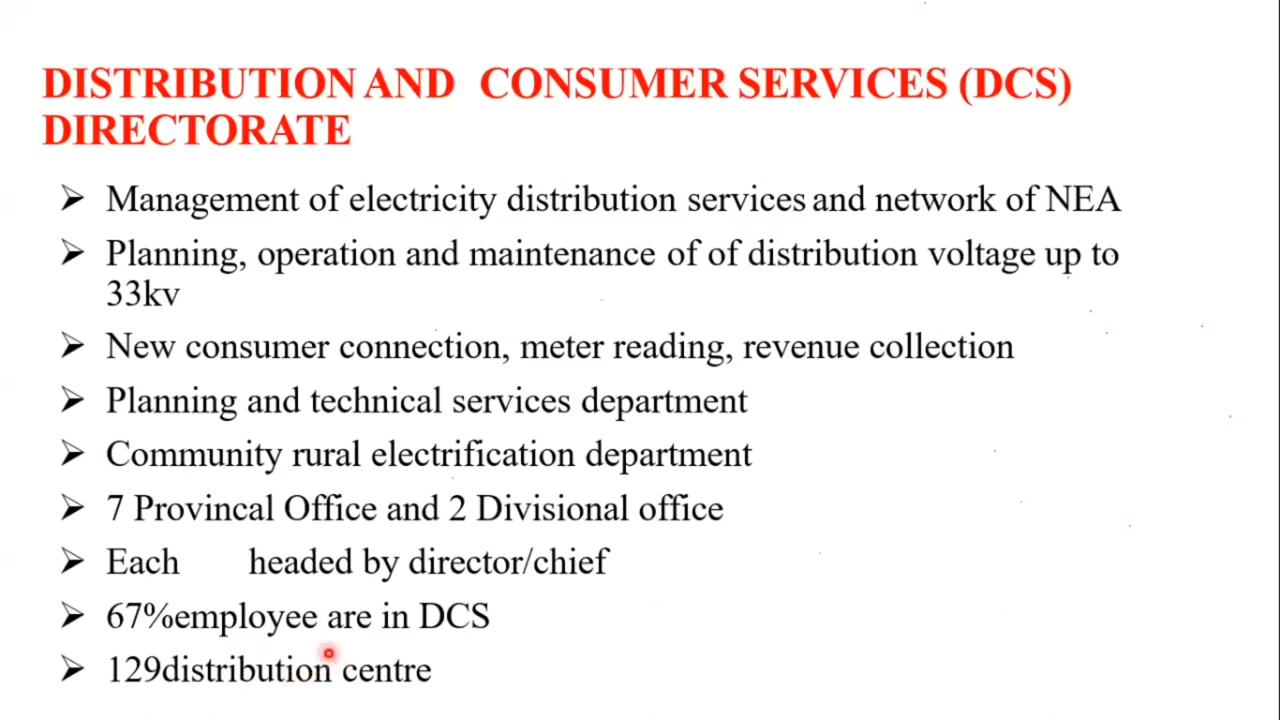 DISTRIBUTION AND CONSUMER SERVICES (DCS)
DIRECTORATE
➢ Management of electricity distribution services and network of NEA
➢ Planning, operation and maintenance of of distribution voltage up to
33kv
➢ New consumer connection, meter reading, revenue collection
➢ Planning and technical services department
➢ Community rural electrification department
➢ 7 Provincal Office and 2 Divisional office
➢ Each headed by director/chief
➢ 67%employee are in DCS
➢ 129distribution centre